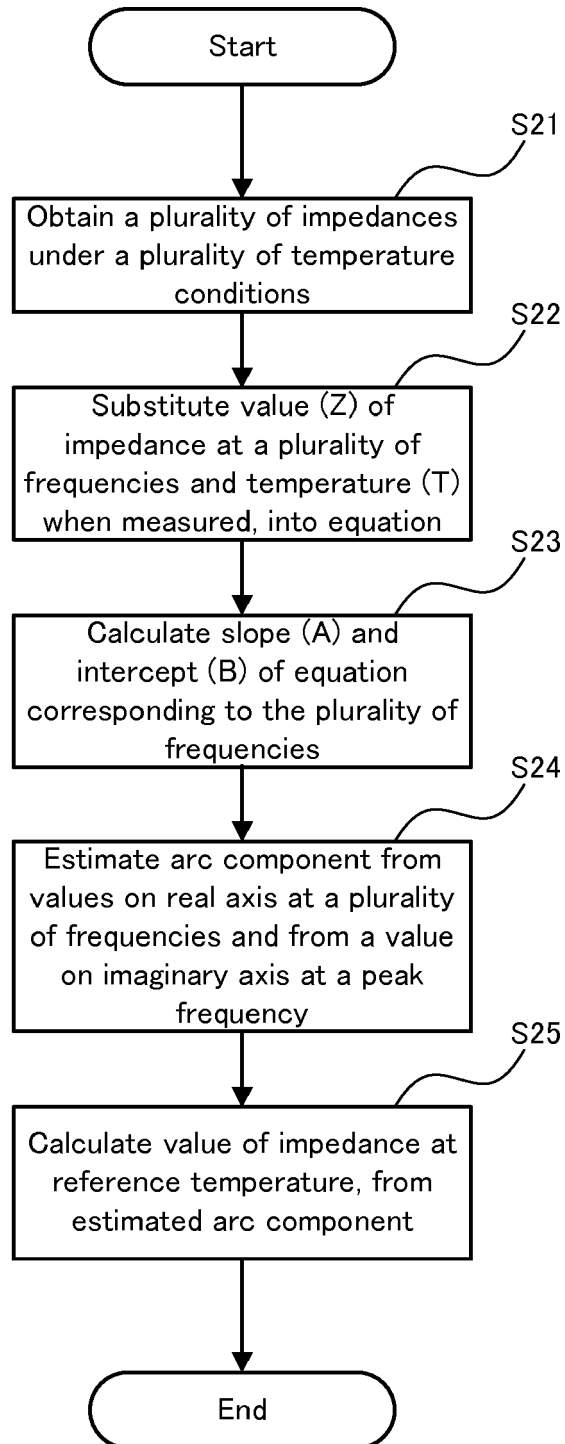 Start
S21
Obtain a plurality of impedances
under a plurality of temperature
conditions
S22
Substitute value (Z) of
impedance at a plurality of
frequencies and temperature (T)
when measured, into equation
S23
Calculate slope (A) and
intercept (B) of equation
corresponding to the plurality of
frequencies
S24
Estimate arc component from
values on real axis at a plurality
of frequencies and from a value
on imaginary axis at a peak
frequency
S25
Calculate value of impedance at
reference temperature, from
estimated arc component
End